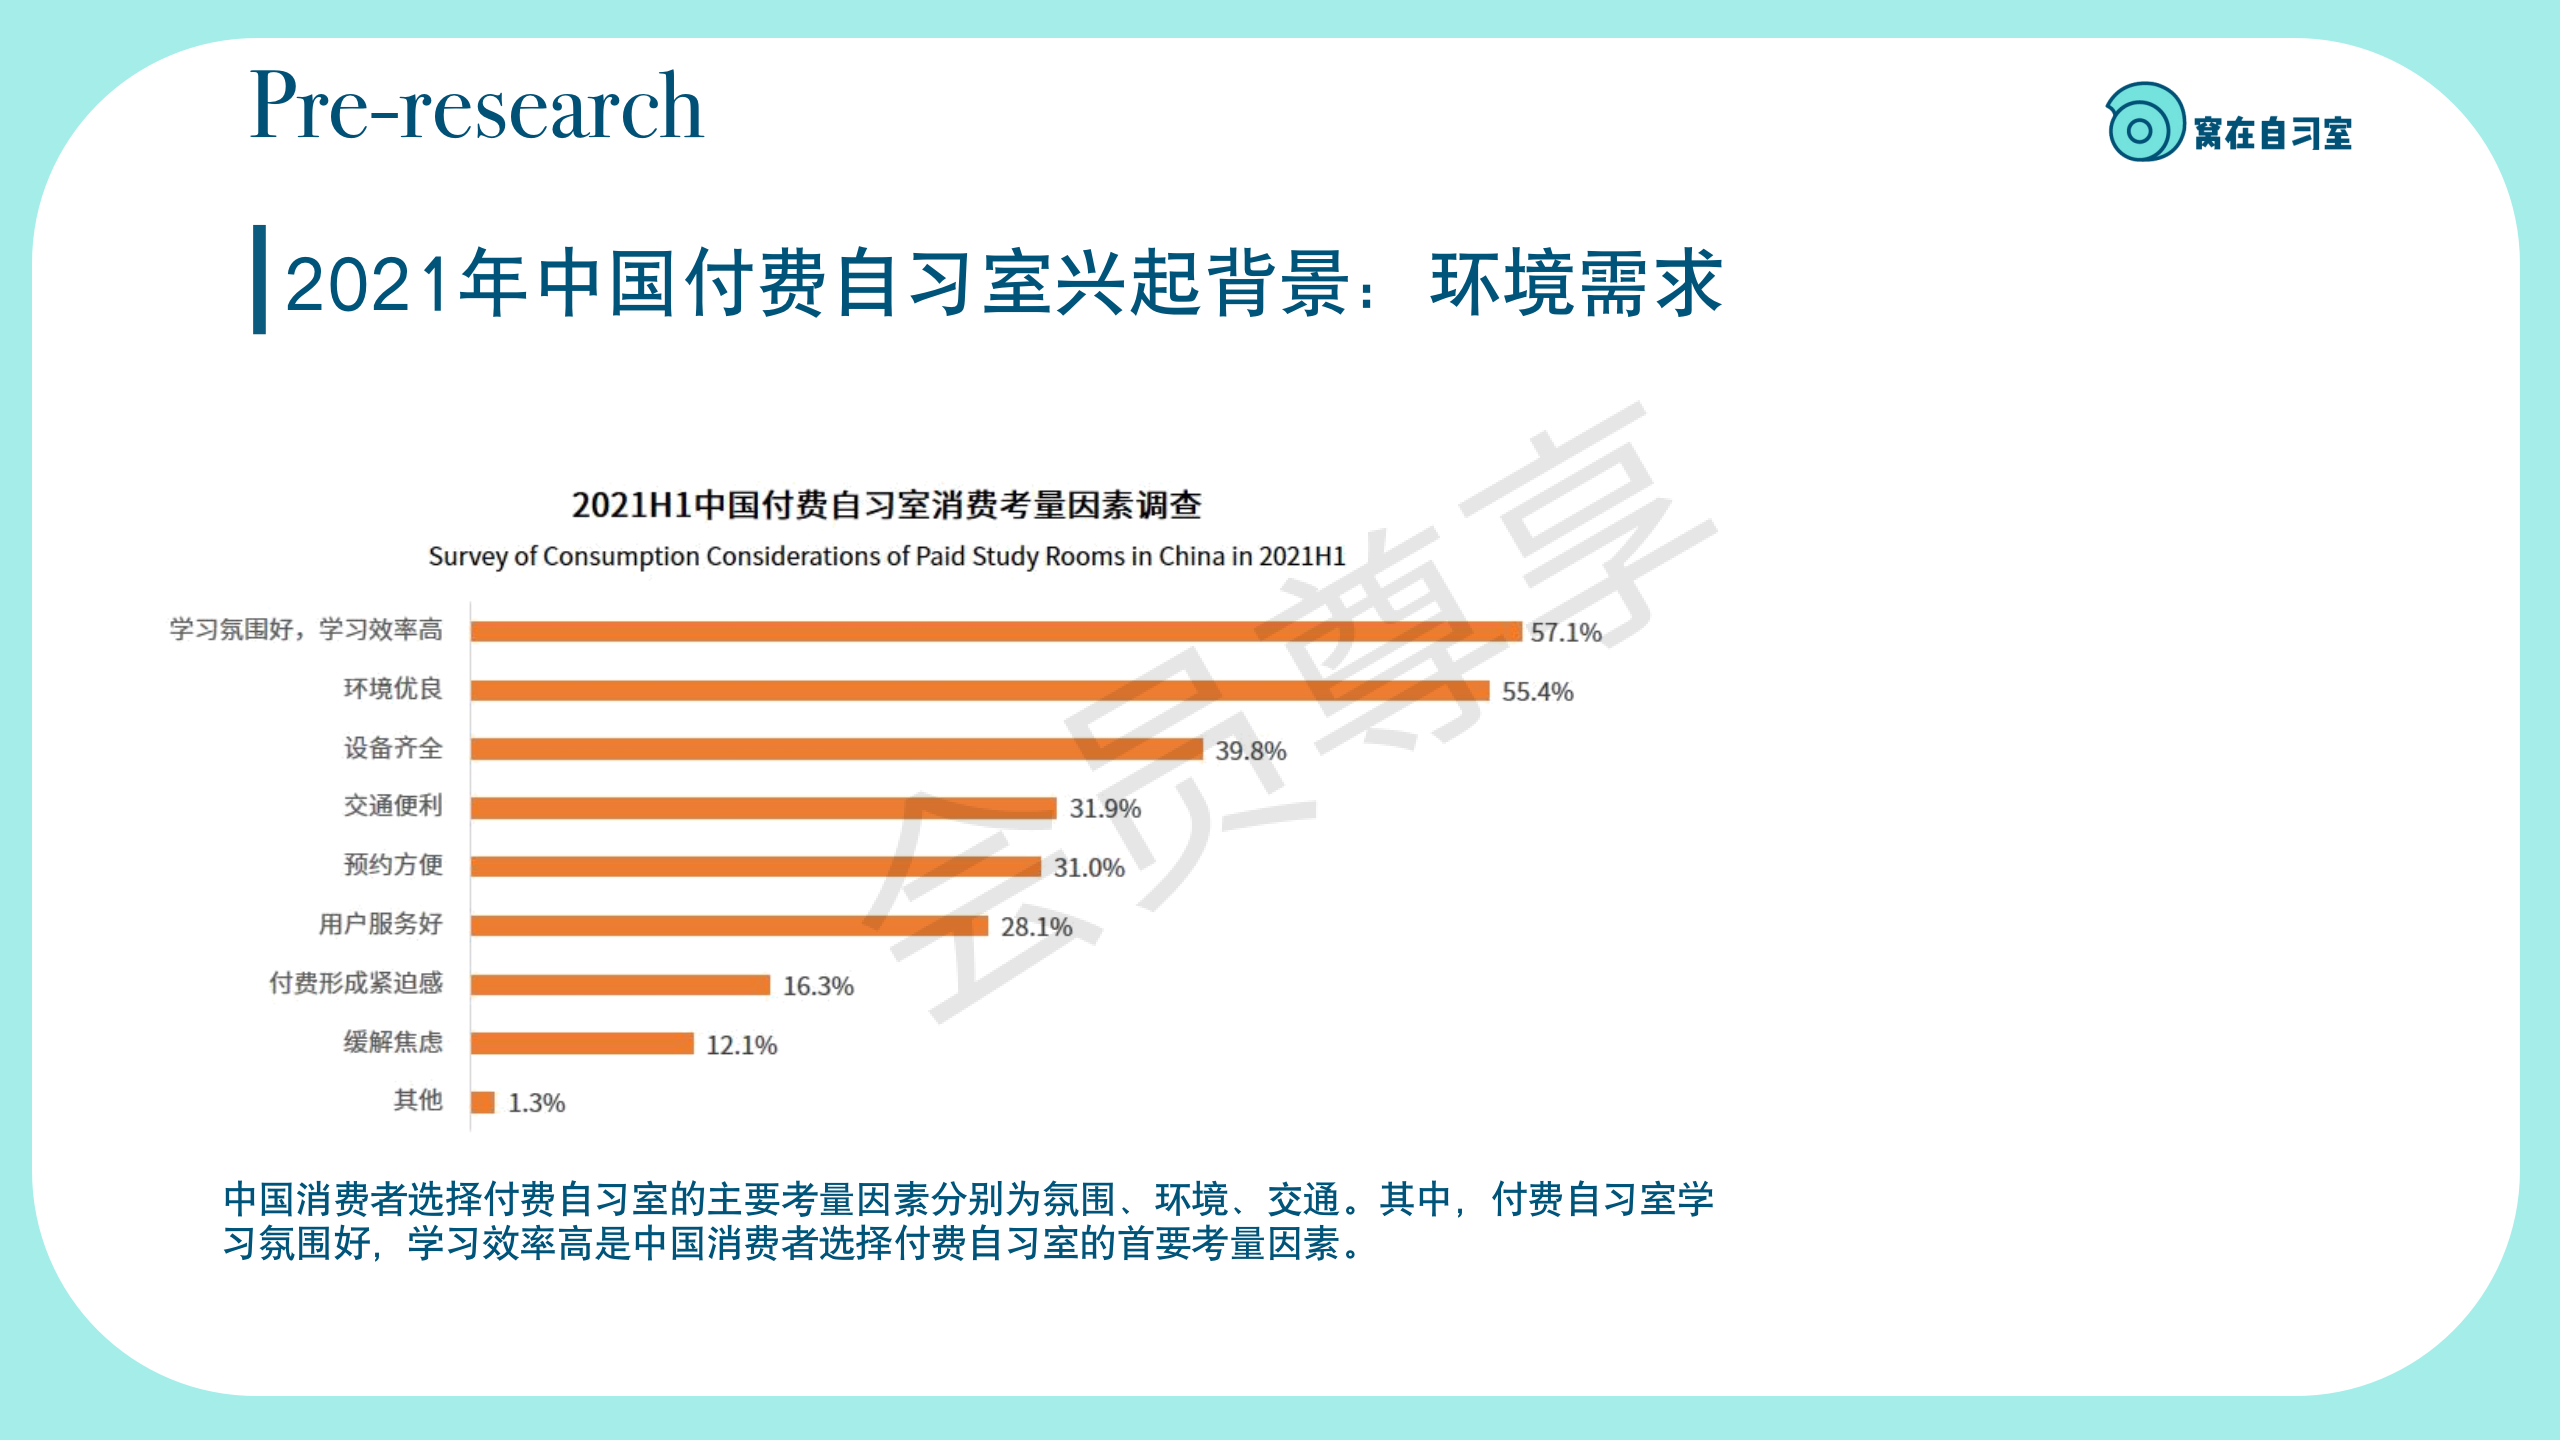 Pre-research
窝在自习室
2021年中国付费自习室兴起背景：环境需求
2021H1中国付费自习室消费考量因素调查
Survey of Consumption Considerations of Paid Study Rooms in China in 2021H1
学习氛围好，学习效率高 57.1%
环境优良 55.4%
设备齐全 39.8%
交通便利 31.9%
预约方便 31.0%
用户服务好 28.1%
付费形成紧迫感 16.3%
缓解焦虑 12.1%
其他 1.3%
会员尊享
中国消费者选择付费自习室的主要考量因素分别为氛围、环境、交通。其中，付费自习室学
习氛围好，学习效率高是中国消费者选择付费自习室的首要考量因素。